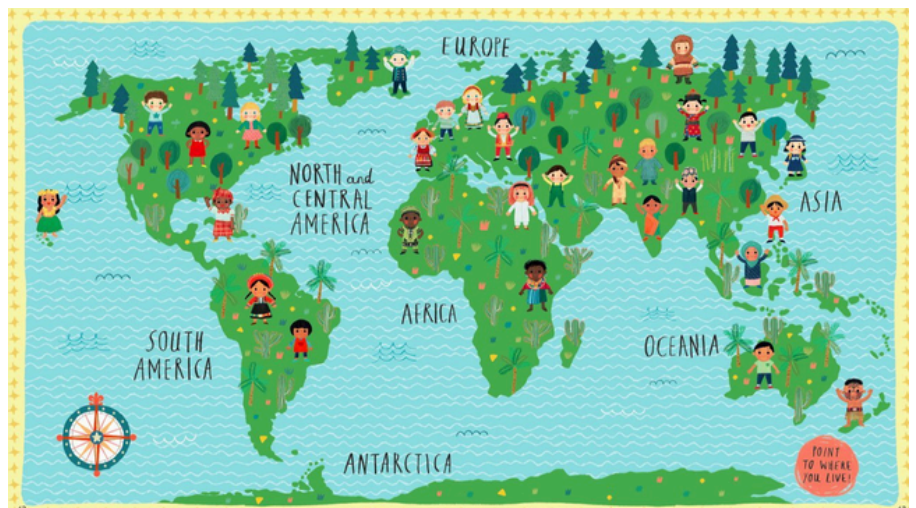 EUROPE
NORTH and
CENTRAL
AMERICA
ASIA
AFRICA
SOUTH
AMERICA
OCEANIA
ANTARCTICA
POINT
TO WHERE
YOU LIVE!